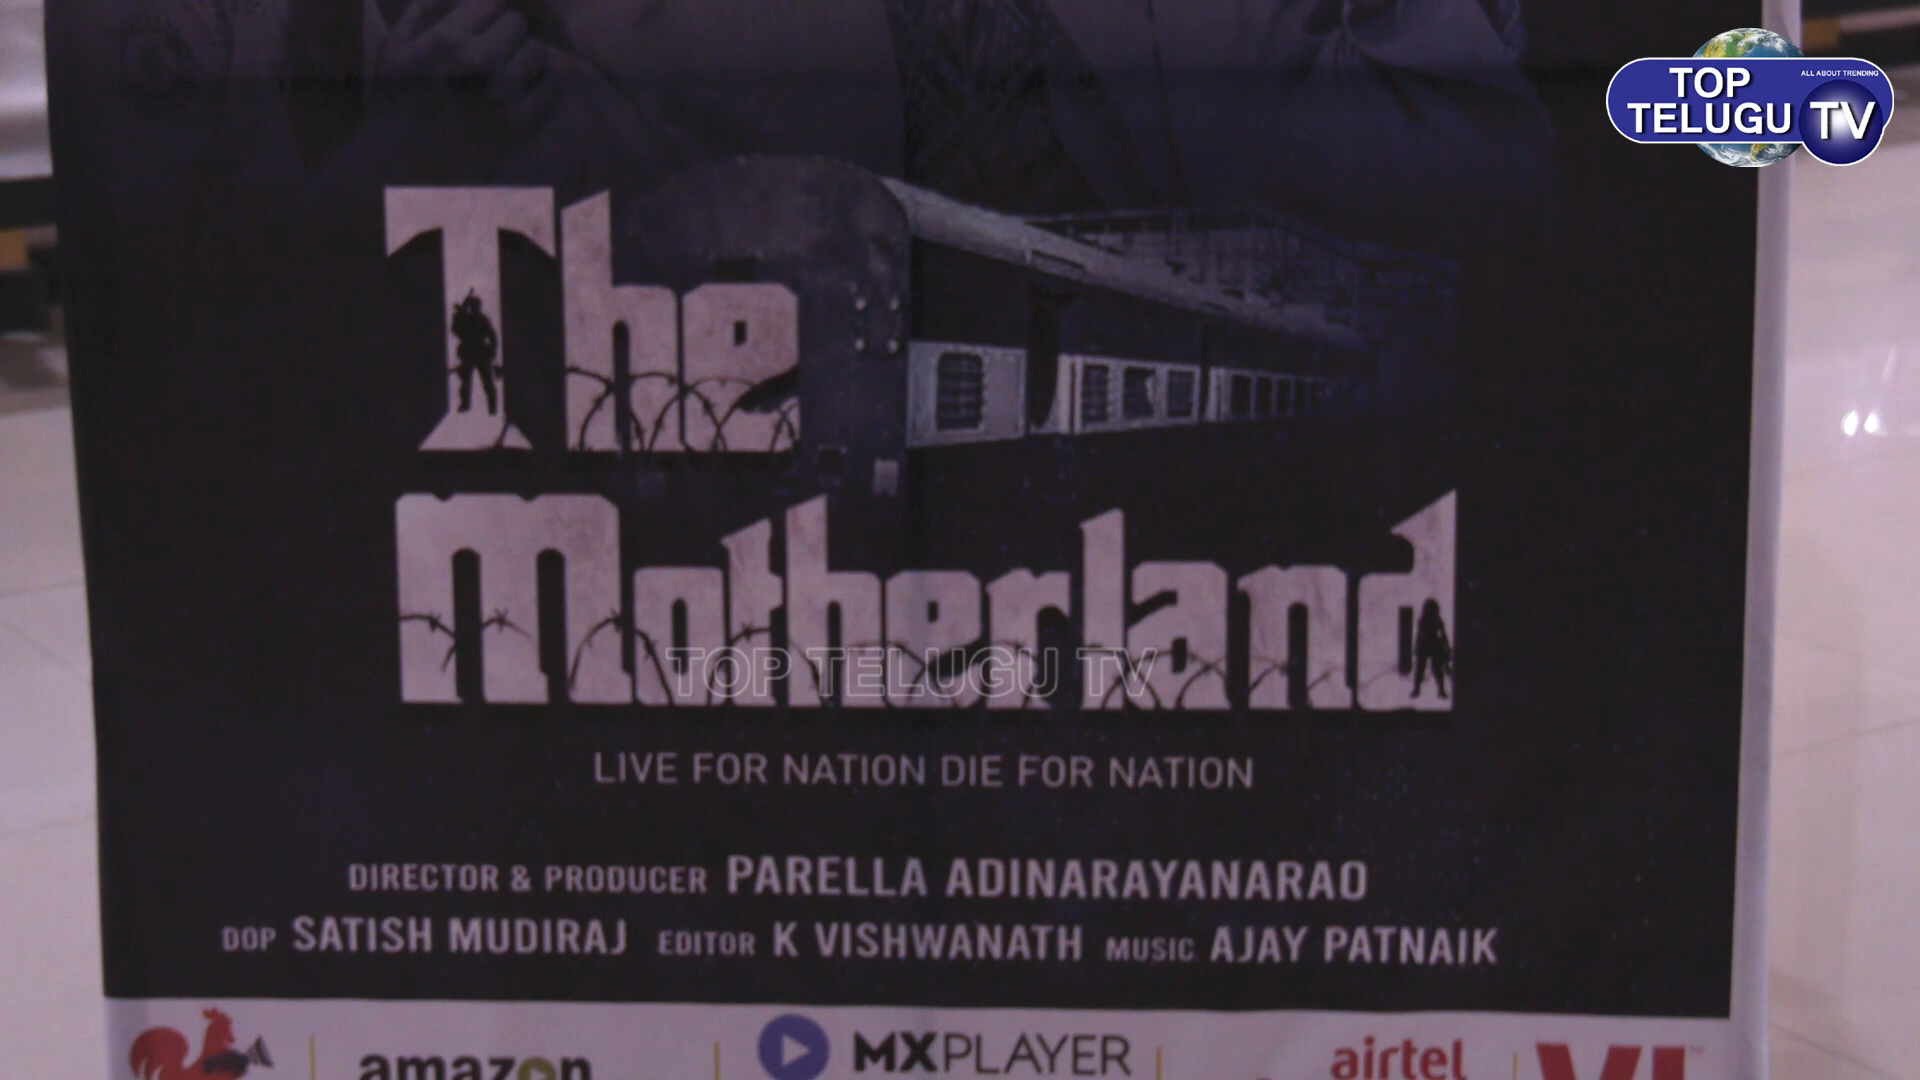 TOP
ALL ABOUT TRENDING
TELUGU TV
The
Motherland
TOP TELUGU TV
LIVE FOR NATION DIE FOR NATION
DIRECTOR & PRODUCER PARELLA ADINARAYANARAO
DOP SATISH MUDIRAJ EDITOR K VISHWANATH MUSIC AJAY PATNAIK
amazon MXPLAYER airtel VI